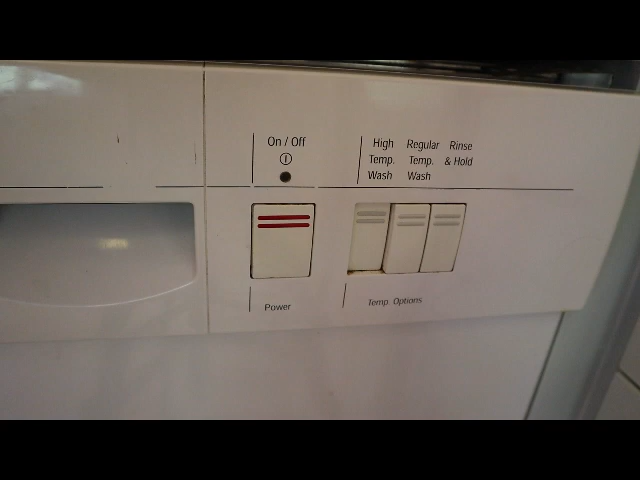 On / Off
High Temp. Wash
Regular Temp. Wash
Rinse & Hold
Power
Temp Options